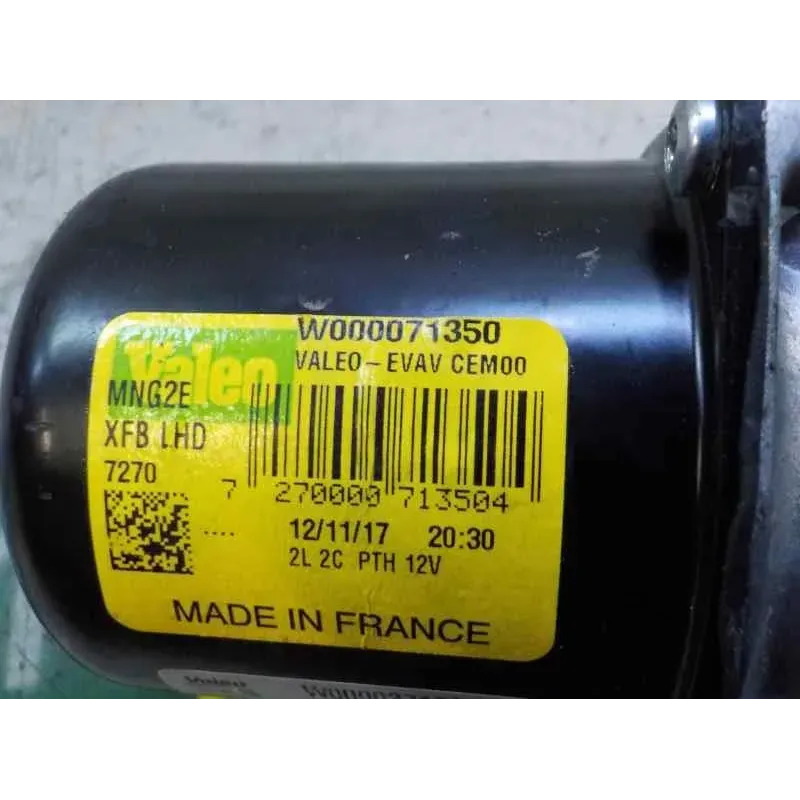 Valeo
W000071350
VALEO-EVAV CEM00
MNG2E
XFB LHD
7270
7 270000 713504
12/11/17 20:30
2L 2C PTH 12V
MADE IN FRANCE
Valeo